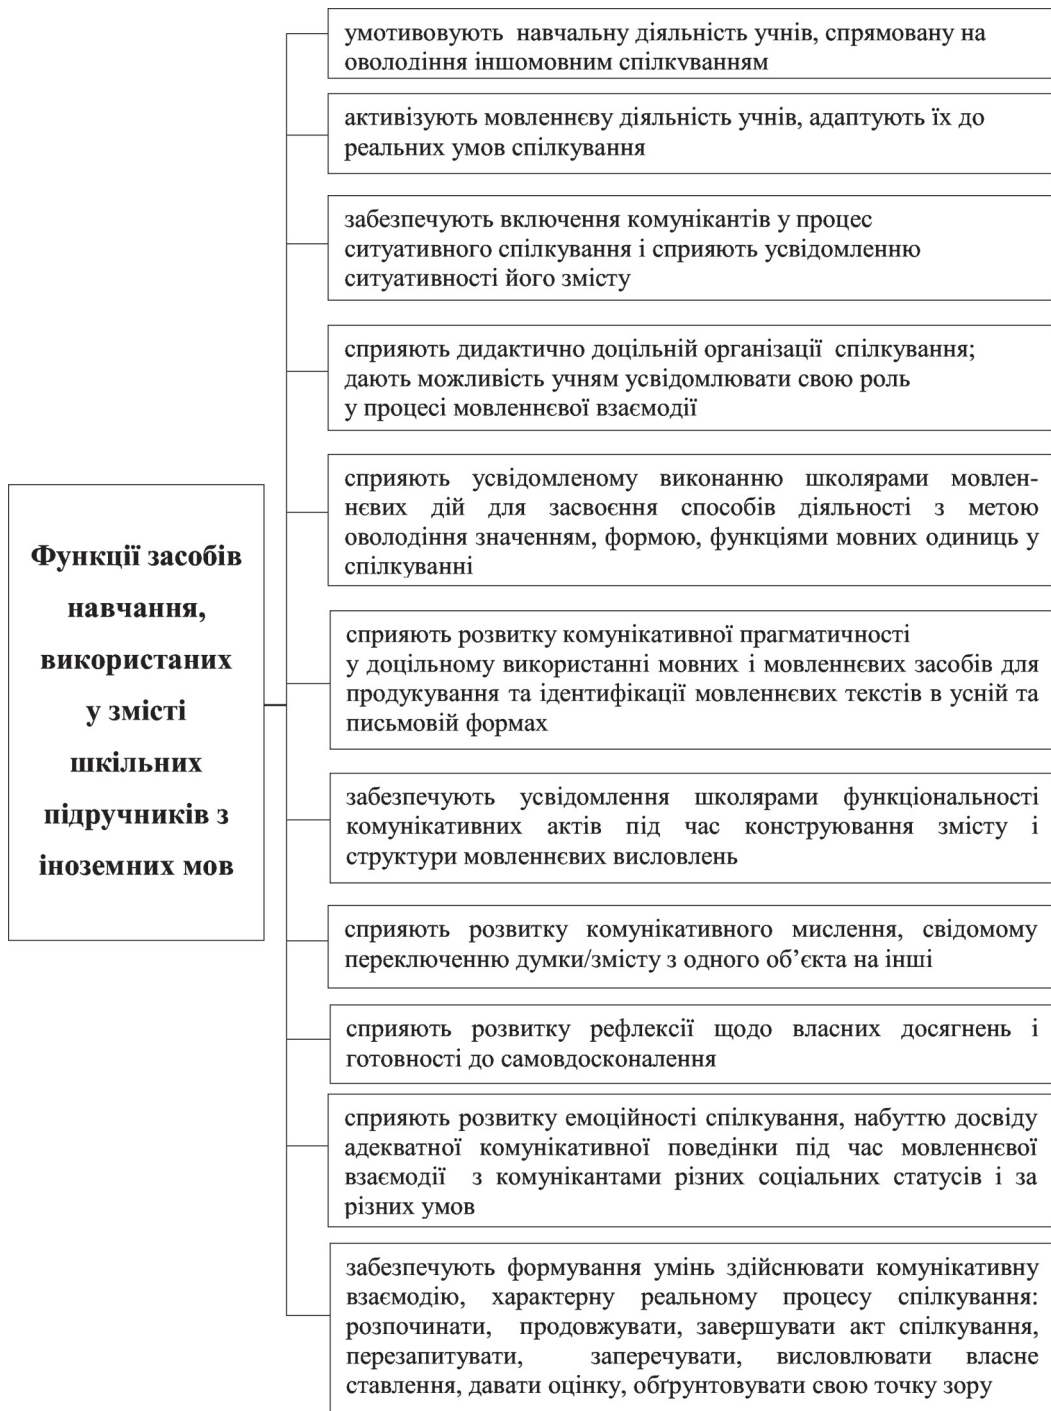 умотивовують навчальну діяльність учнів, спрямовану на
оволодіння іншомовним спілкуванням
активізують мовленнєву діяльність учнів, адаптують їх до
реальних умов спілкування
забезпечують включення комунікантів у процес
ситуативного спілкування і сприяють усвідомленню
ситуативності його змісту
сприяють дидактично доцільній організації спілкування;
дають можливість учням усвідомлювати свою роль
у процесі мовленнєвої взаємодії
сприяють усвідомленому виконанню школярами мовлен-
нєвих дій для засвоєння способів діяльності з метою
оволодіння значенням, формою, функціями мовних одиниць у
спілкуванні
Функції засобів
навчання,
використаних
у змісті
шкільних
підручників з
іноземних мов
сприяють розвитку комунікативної прагматичності
у доцільному використанні мовних і мовленнєвих засобів для
продукування та ідентифікації мовленнєвих текстів в усній та
письмовій формах
забезпечують усвідомлення школярами функціональності
комунікативних актів під час конструювання змісту і
структури мовленнєвих висловлень
сприяють розвитку комунікативного мислення, свідомому
переключенню думки/змісту з одного об’єкта на інші
сприяють розвитку рефлексії щодо власних досягнень і
готовності до самовдосконалення
сприяють розвитку емоційності спілкування, набуттю досвіду
адекватної комунікативної поведінки під час мовленнєвої
взаємодії з комунікантами різних соціальних статусів і за
різних умов
забезпечують формування умінь здійснювати комунікативну
взаємодію, характерну реальному процесу спілкування:
розпочинати, продовжувати, завершувати акт спілкування,
перезапитувати, заперечувати, висловлювати власне
ставлення, давати оцінку, обґрунтовувати свою точку зору